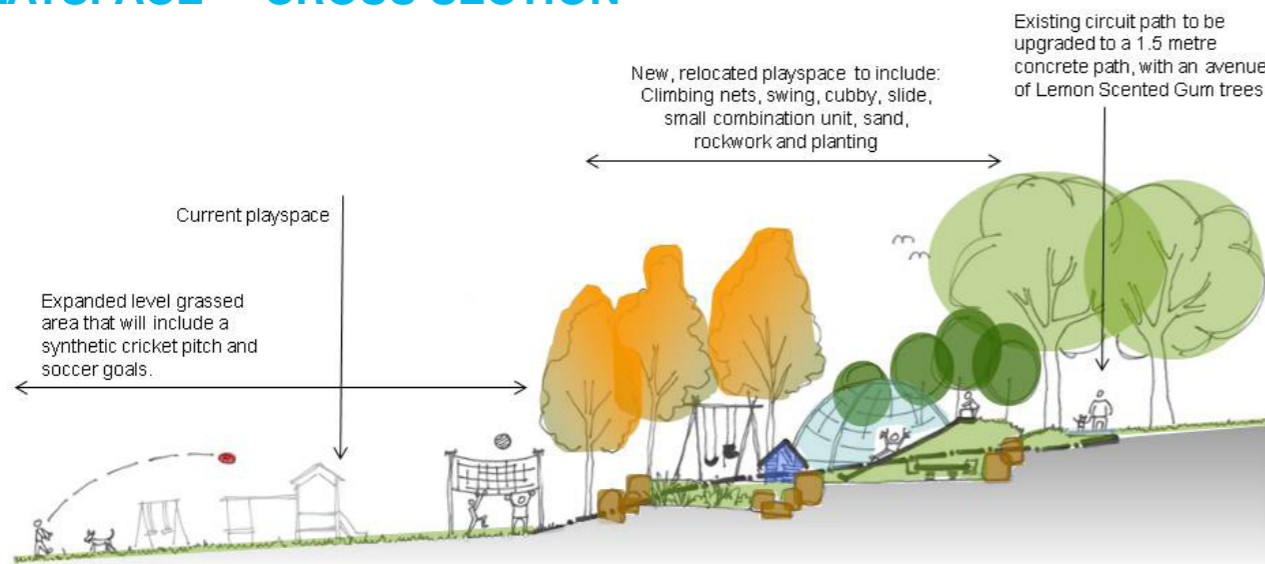 CROSS SECTION
Existing circuit path to be
upgraded to a 1.5 metre
concrete path, with an avenue
of Lemon Scented Gum trees
New, relocated playspace to include:
Climbing nets, swing, cubby, slide,
small combination unit, sand,
rockwork and planting
Current playspace
Expanded level grassed
area that will include a
synthetic cricket pitch and
soccer goals.